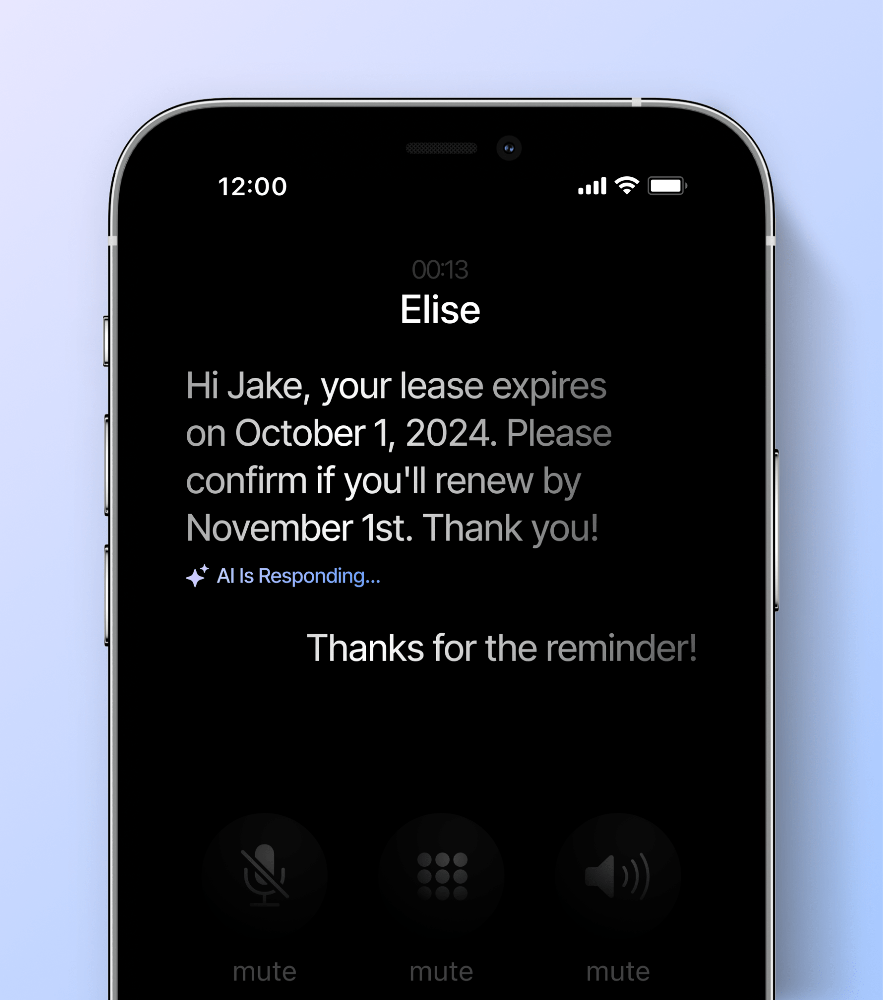 12:00
00:13
Elise
Hi Jake, your lease expires
on October 1, 2024. Please
confirm if you'll renew by
November 1st. Thank you!
AI Is Responding...
Thanks for the reminder!
mute mute mute